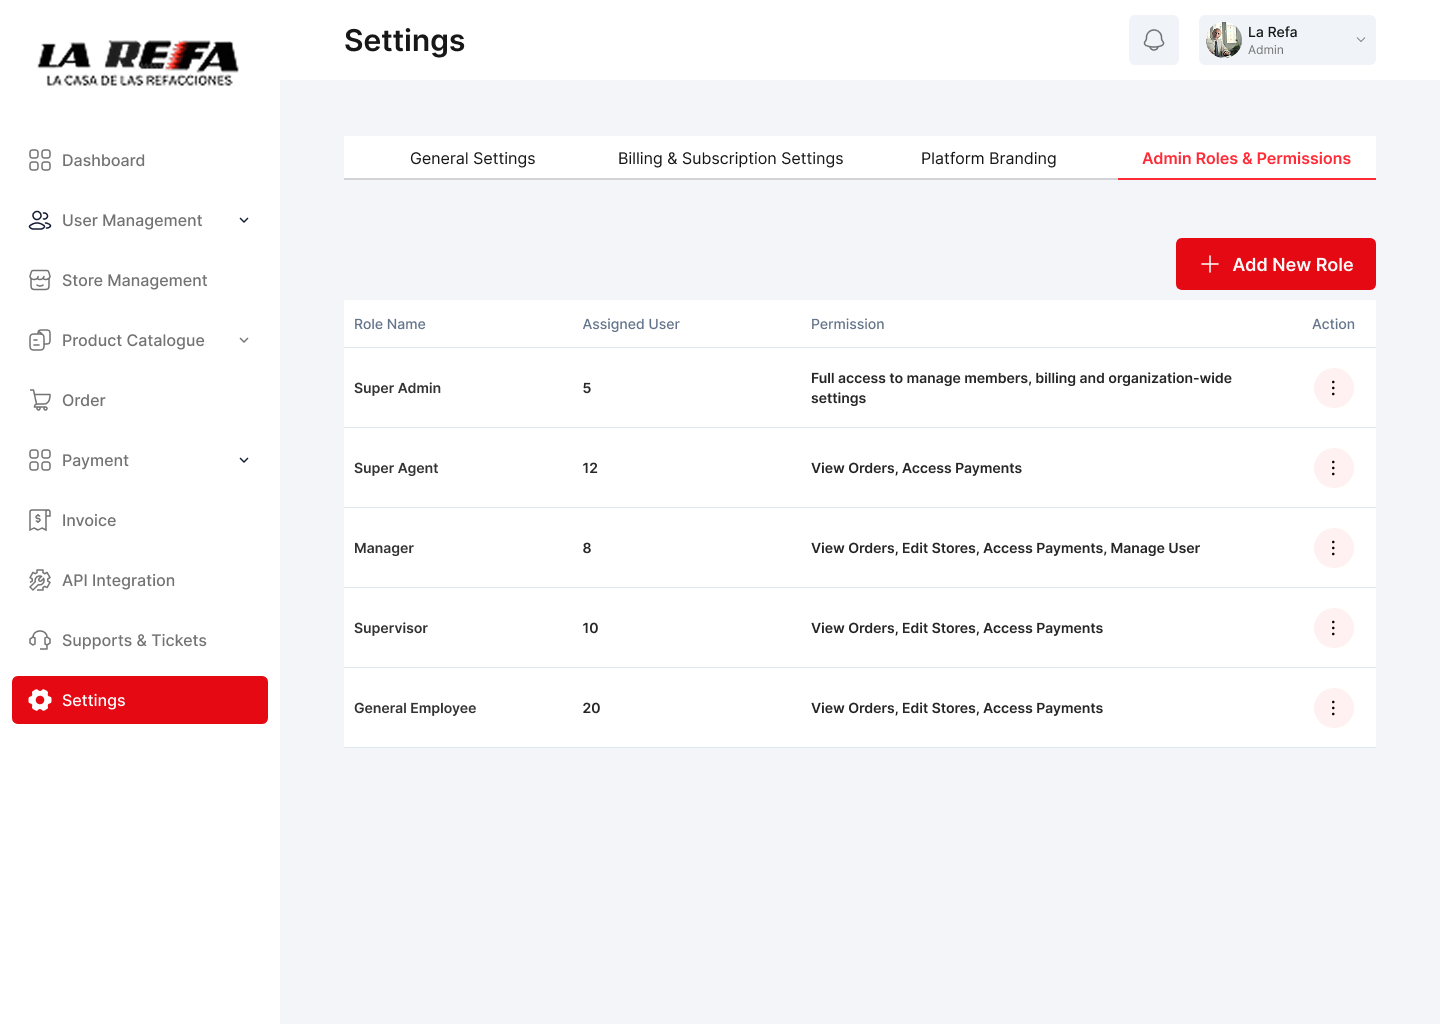 LA REFA
LA CASA DE LAS REFACCIONES
Settings
La Refa
Admin
Dashboard
User Management
Store Management
Product Catalogue
Order
Payment
Invoice
API Integration
Supports & Tickets
Settings
General Settings
Billing & Subscription Settings
Platform Branding
Admin Roles & Permissions
Add New Role
Role Name
Assigned User
Permission
Action
Super Admin
5
Full access to manage members, billing and organization-wide
settings
Super Agent
12
View Orders, Access Payments
Manager
8
View Orders, Edit Stores, Access Payments, Manage User
Supervisor
10
View Orders, Edit Stores, Access Payments
General Employee
20
View Orders, Edit Stores, Access Payments